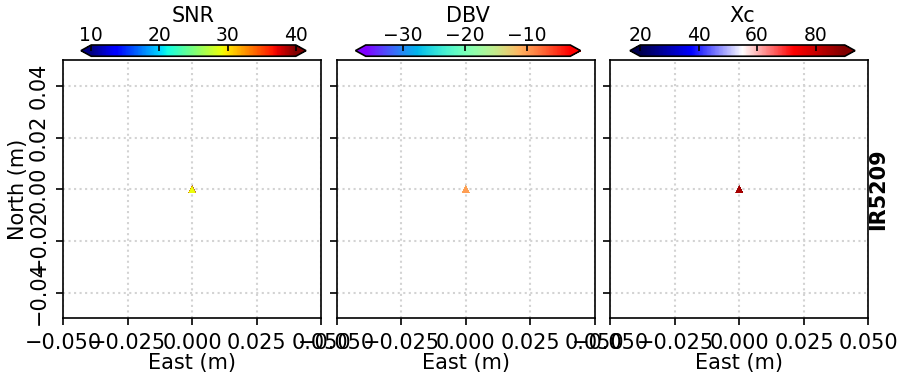 SNR DBV Xc
10 20 30 40 −30 −20 −10 20 40 60 80
North (m)
0.04
0.02
0.00
−0.02
−0.04
IR5209
−0.050 −0.025 0.000 0.025 0.050 −0.050 −0.025 0.000 0.025 0.050 −0.050 −0.025 0.000 0.025 0.050
East (m) East (m) East (m)